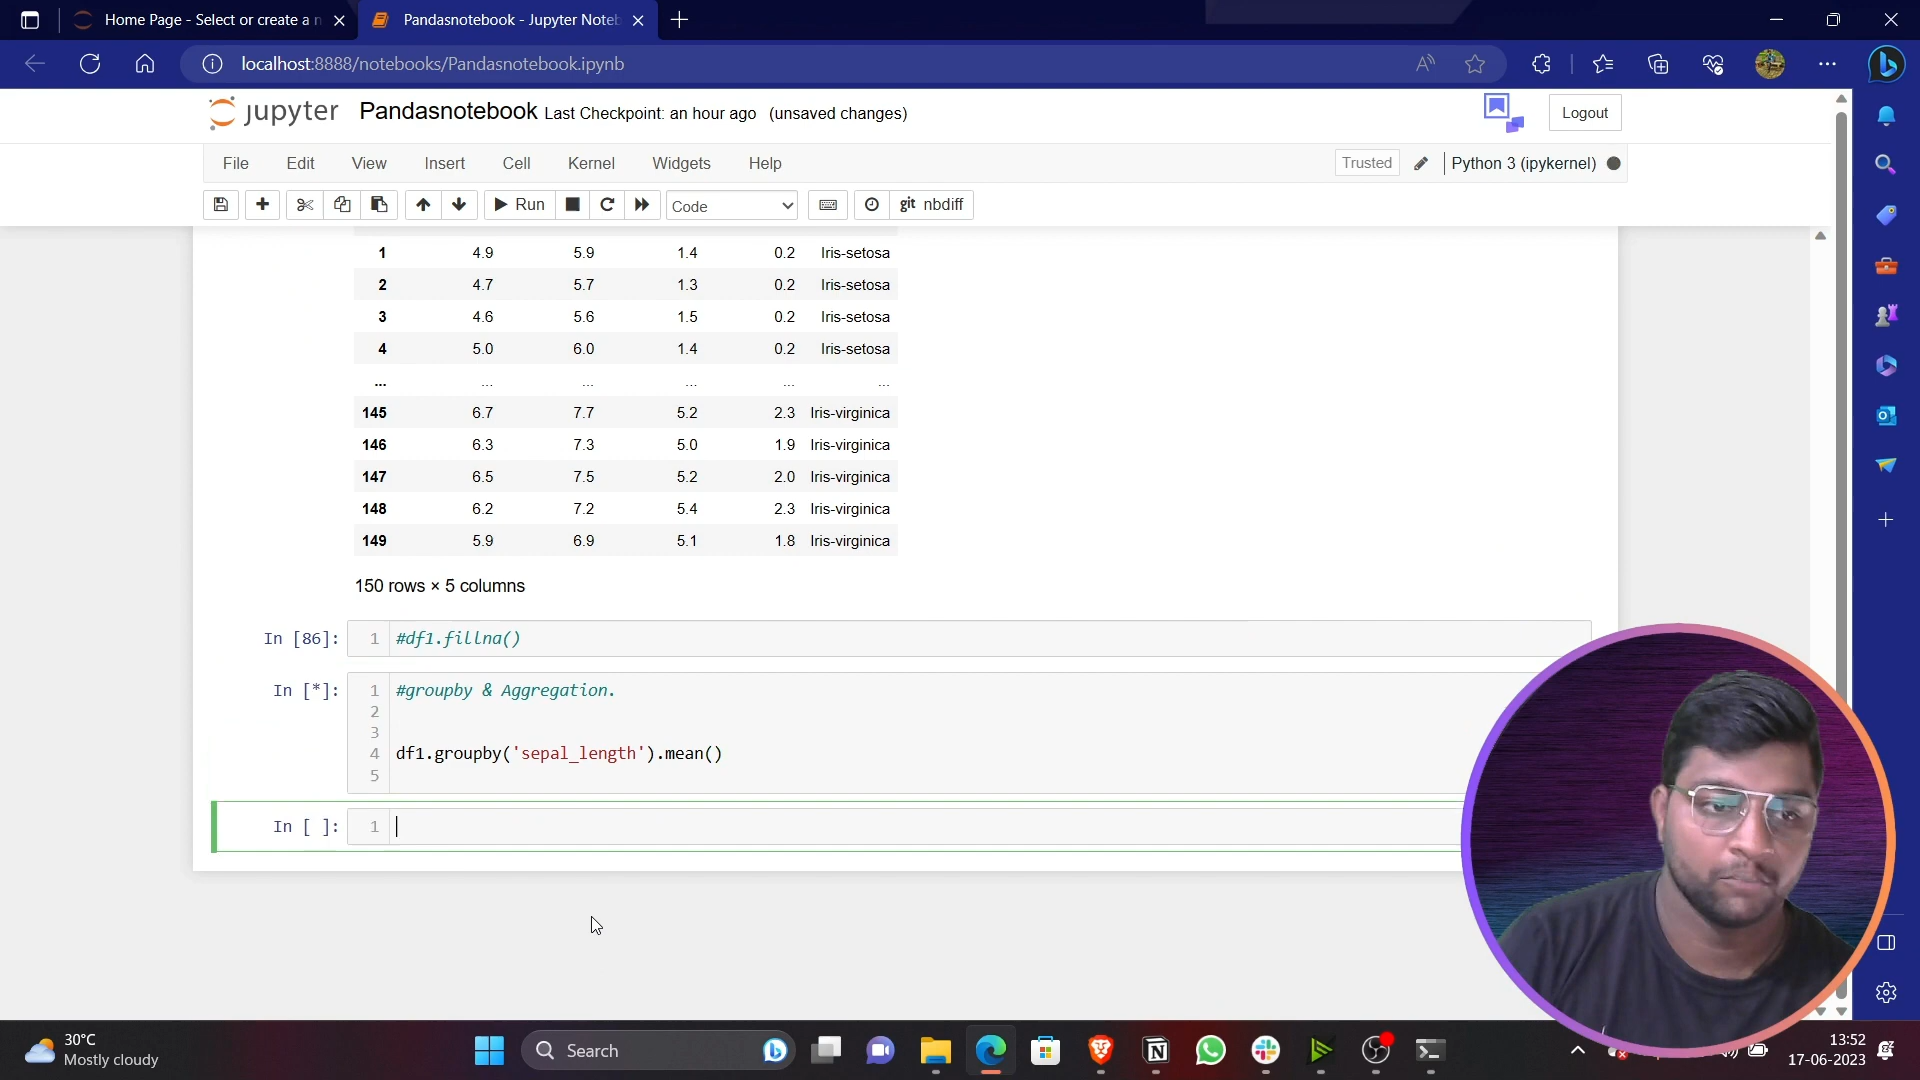 Home Page - Select or create a n
Pandasnotebook - Jupyter Noteb
localhost:8888/notebooks/Pandasnotebook.ipynb
jupyter Pandasnotebook Last Checkpoint: an hour ago (unsaved changes)
Logout
File Edit View Insert Cell Kernel Widgets Help
Trusted Python 3 (ipykernel)
Run Code git nbdiff
1 4.9 5.9 1.4 0.2 Iris-setosa
2 4.7 5.7 1.3 0.2 Iris-setosa
3 4.6 5.6 1.5 0.2 Iris-setosa
4 5.0 6.0 1.4 0.2 Iris-setosa
... ... ... ... ... ...
145 6.7 7.7 5.2 2.3 Iris-virginica
146 6.3 7.3 5.0 1.9 Iris-virginica
147 6.5 7.5 5.2 2.0 Iris-virginica
148 6.2 7.2 5.4 2.3 Iris-virginica
149 5.9 6.9 5.1 1.8 Iris-virginica
150 rows × 5 columns
In [86]: 1 #df1.fillna()
In [*]: 1 #groupby & Aggregation.
2
3
4 df1.groupby('sepal_length').mean()
5
In [ ]: 1
30°C
Mostly cloudy
Search
13:52
17-06-2023